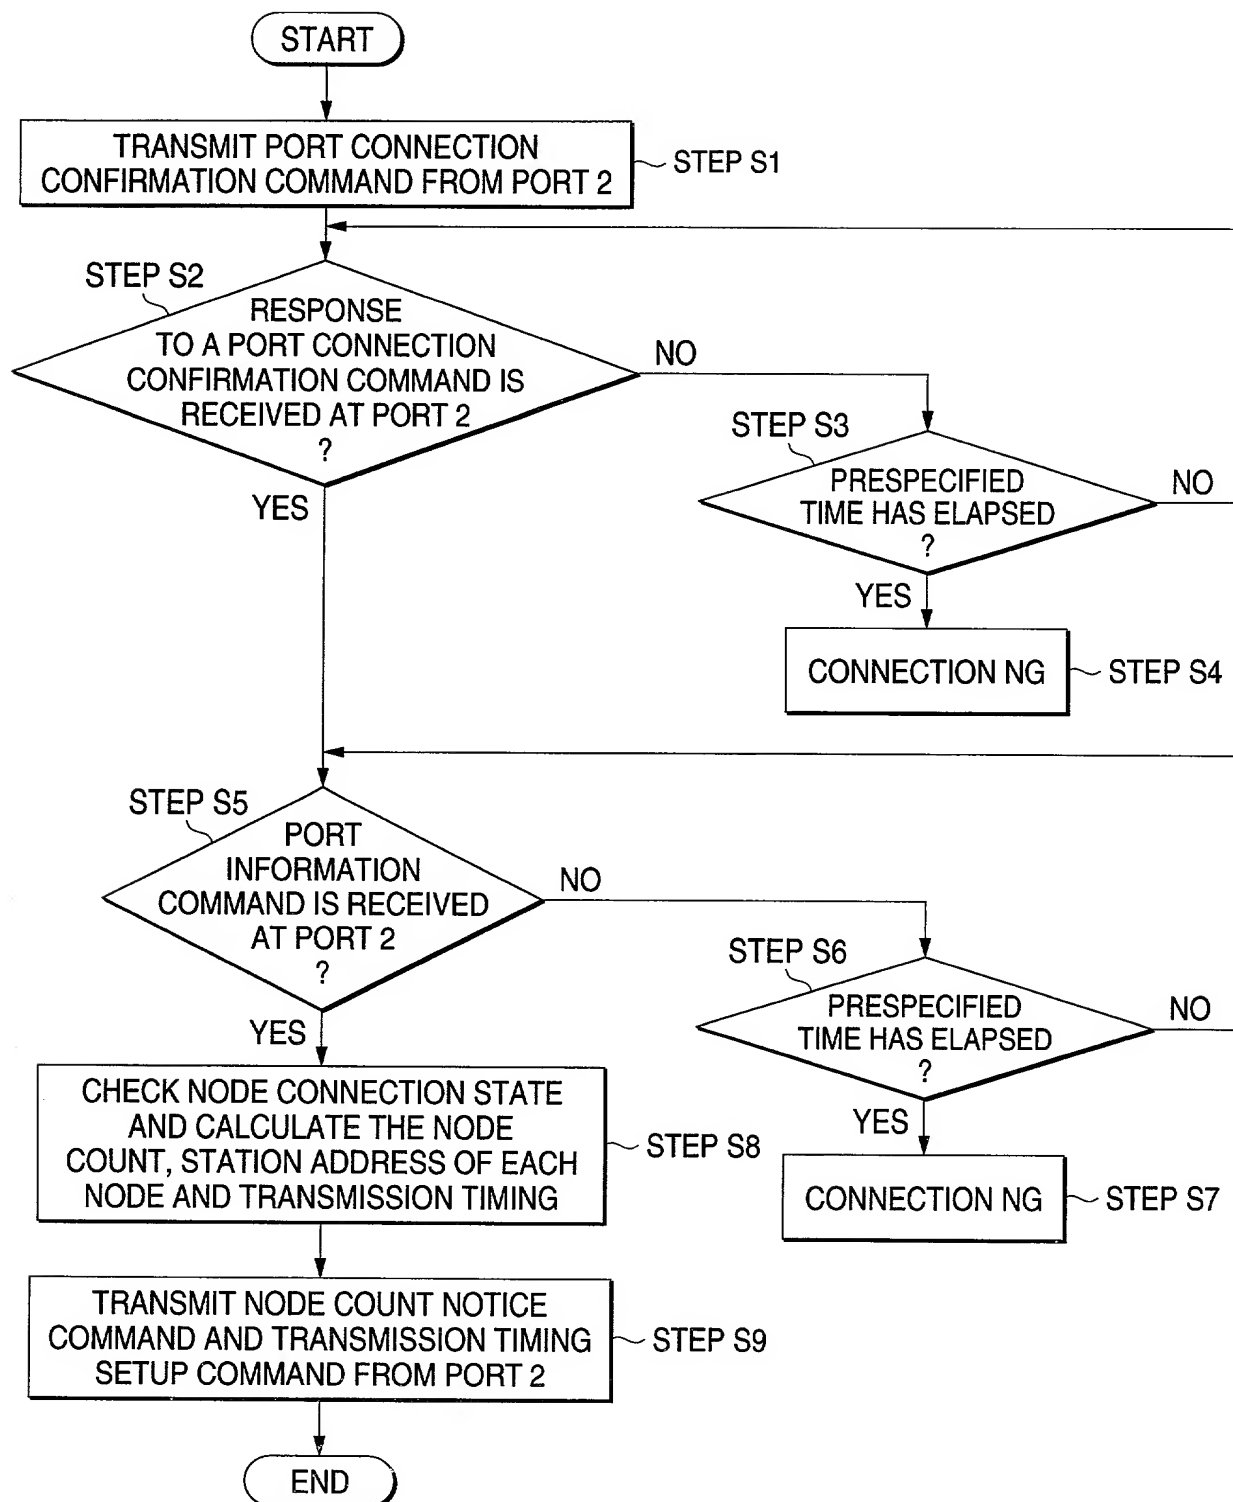 START
TRANSMIT PORT CONNECTION
CONFIRMATION COMMAND FROM PORT 2
STEP S1
STEP S2
RESPONSE
TO A PORT CONNECTION
CONFIRMATION COMMAND IS
RECEIVED AT PORT 2
?
NO
YES
STEP S3
PRESPECIFIED
TIME HAS ELAPSED
?
NO
YES
CONNECTION NG
STEP S4
STEP S5
PORT
INFORMATION
COMMAND IS RECEIVED
AT PORT 2
?
NO
YES
STEP S6
PRESPECIFIED
TIME HAS ELAPSED
?
NO
YES
CONNECTION NG
STEP S7
CHECK NODE CONNECTION STATE
AND CALCULATE THE NODE
COUNT, STATION ADDRESS OF EACH
NODE AND TRANSMISSION TIMING
STEP S8
TRANSMIT NODE COUNT NOTICE
COMMAND AND TRANSMISSION TIMING
SETUP COMMAND FROM PORT 2
STEP S9
END